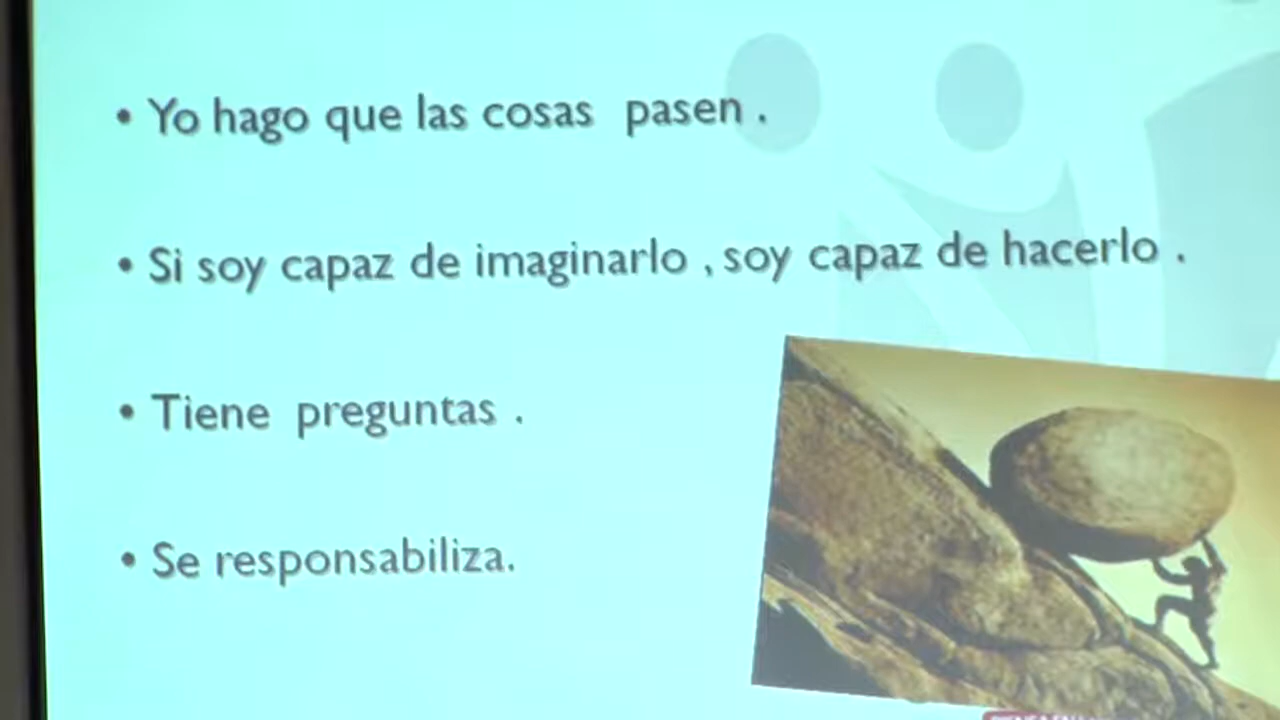 • Yo hago que las cosas pasen .
• Si soy capaz de imaginarlo , soy capaz de hacerlo .
• Tiene preguntas .
• Se responsabiliza.